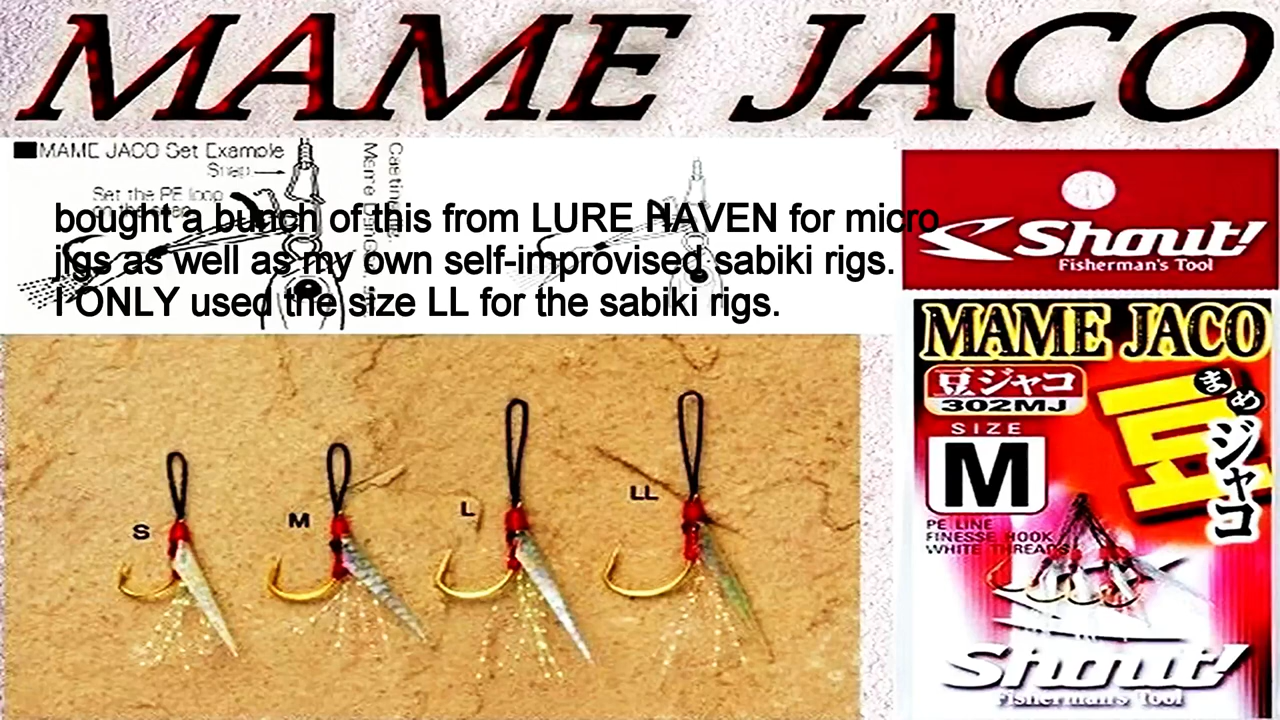 MAME JACO
■MAME JACO Set Example
Snap
Set the PE loop
bought a bunch of this from LURE HAVEN for micro
jigs as well as my own self-improvised sabiki rigs.
I ONLY used the size LL for the sabiki rigs.
Shout!
Fisherman's Tool
MAME JACO
豆ジャコ
302MJ
SIZE
M
PE LINE
FINESSE HOOK
WHITE THREADS
豆
まめ
ジャコ
Shout!
Fisherman's Tool
S
M
L
LL